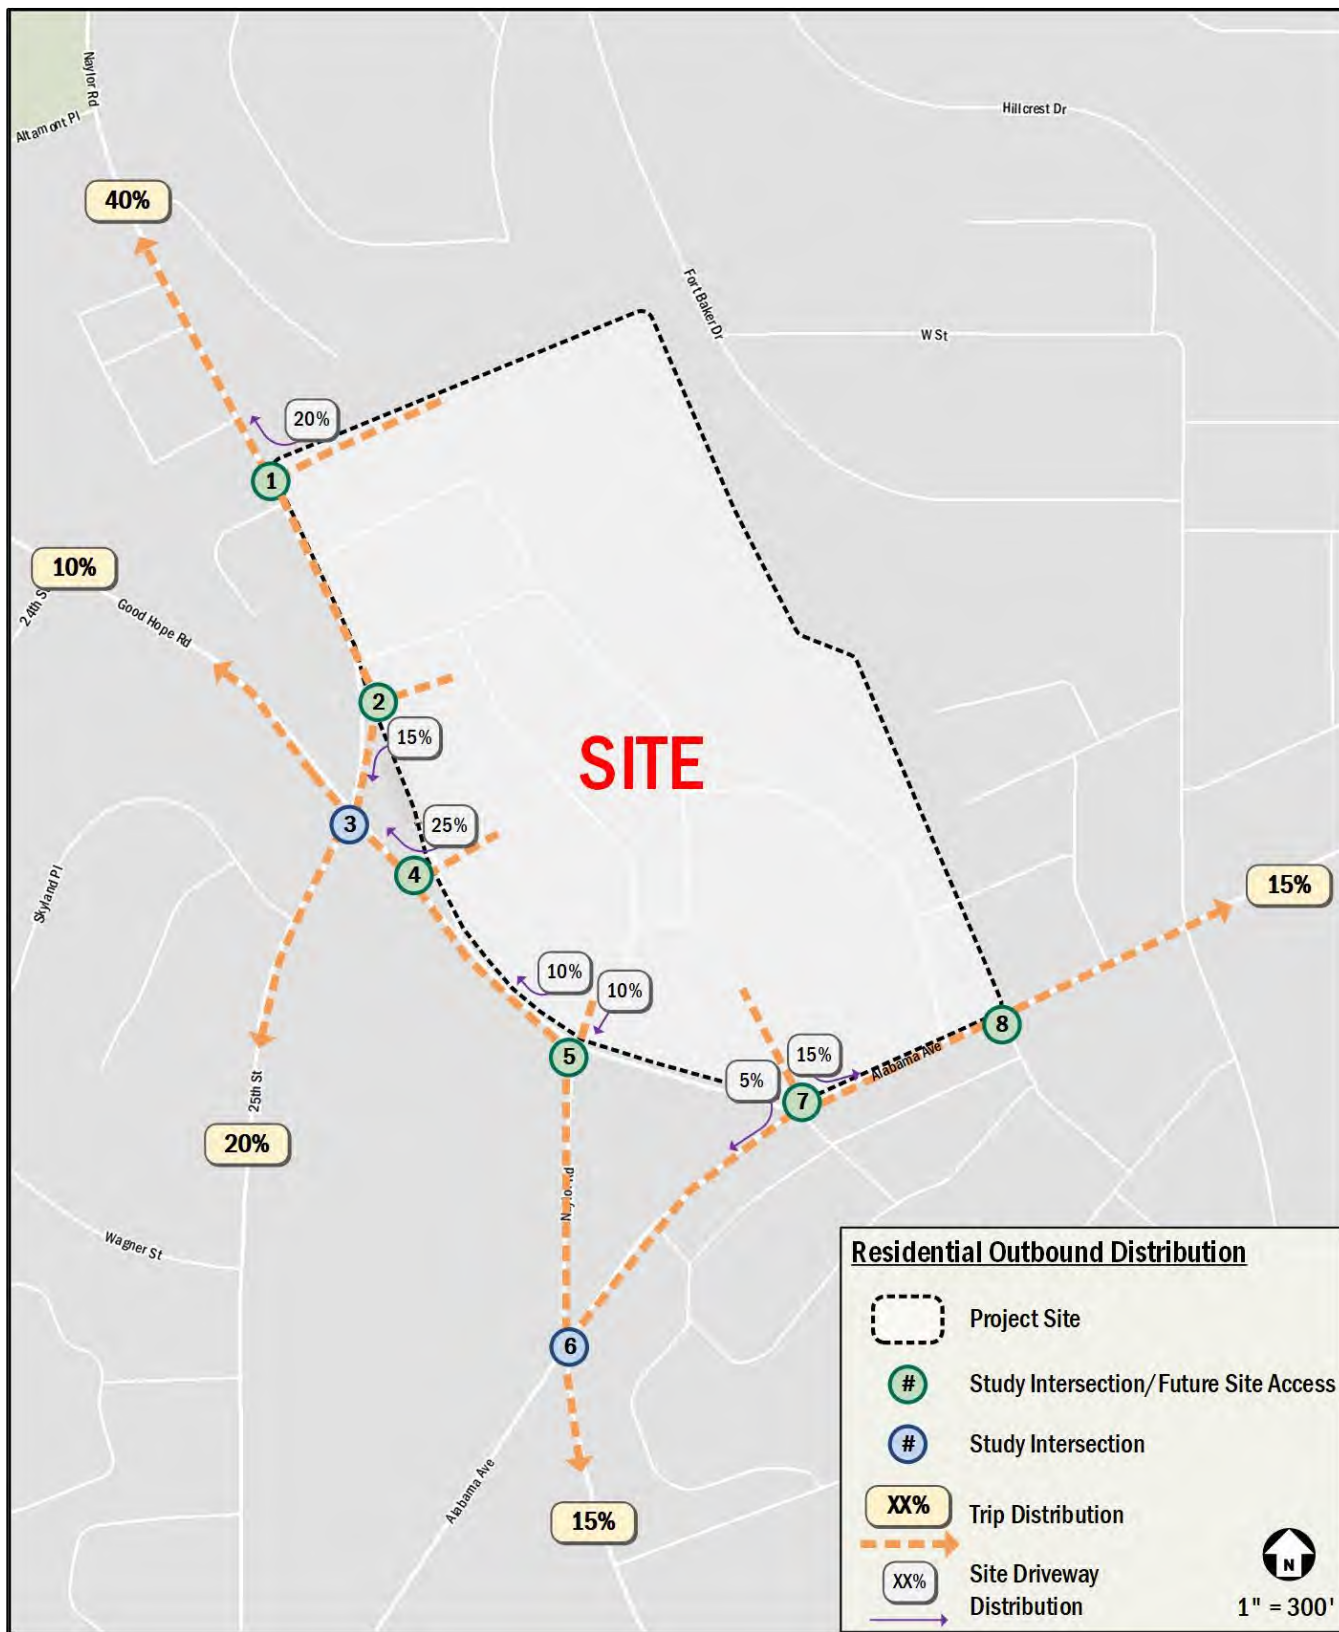 Naylor Rd
Altamont Pl
Hillcrest Dr
40%
Fort Baker Dr
W St
20%
1
10%
24th St
Good Hope Rd
2
15%
SITE
3
25%
4
Skyland Pl
15%
10%
10%
8
5
15%
5%
Alabama Ave
7
25th St
20%
Naylor Rd
Wagner St
6
Alabama Ave
15%
Residential Outbound Distribution
Project Site
# Study Intersection/Future Site Access
# Study Intersection
XX% Trip Distribution
XX% Site Driveway
Distribution
N
1" = 300'